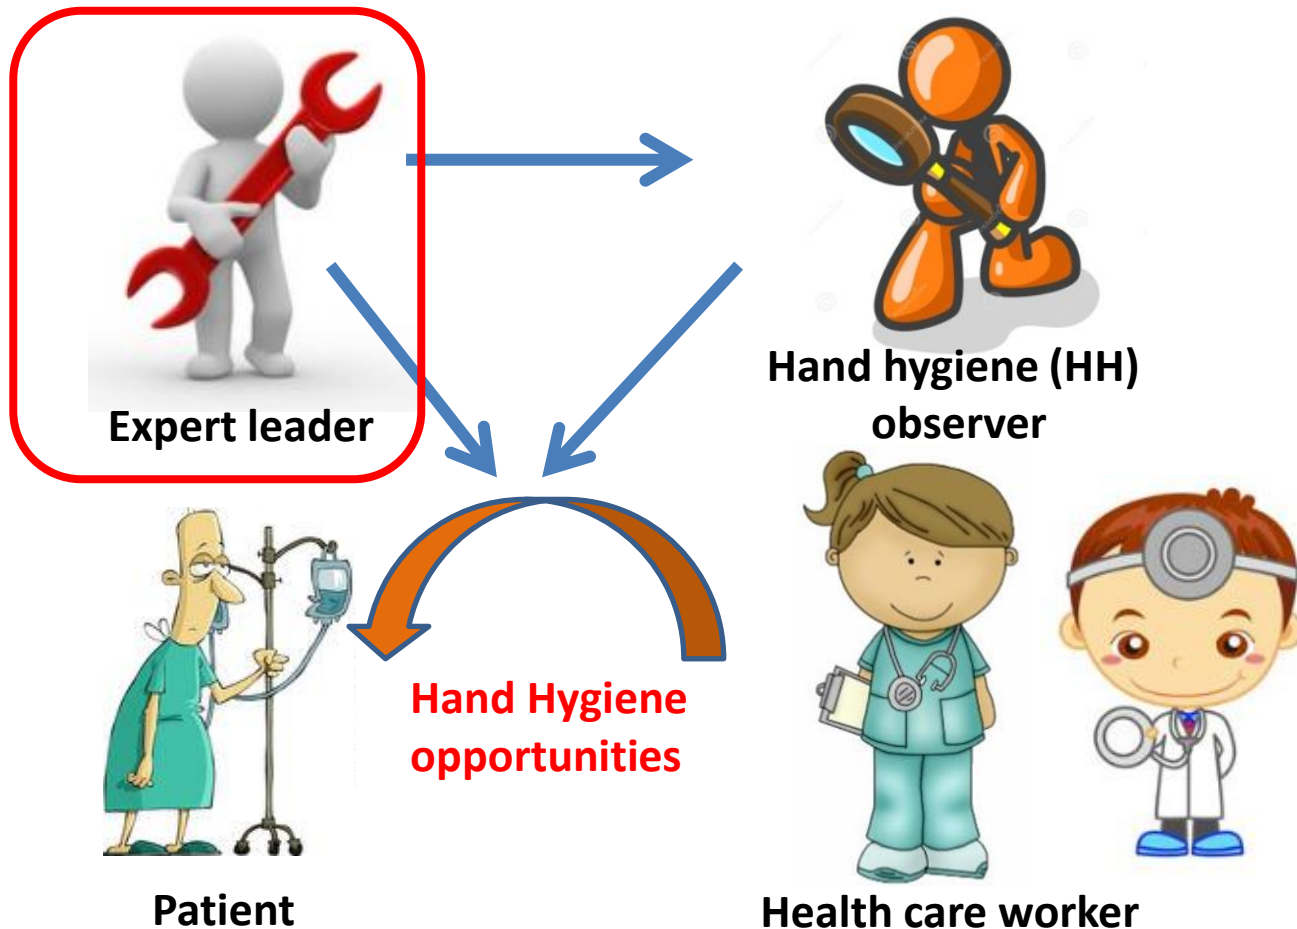 Expert leader
Hand hygiene (HH)
observer
Hand Hygiene
opportunities
Patient
Health care worker